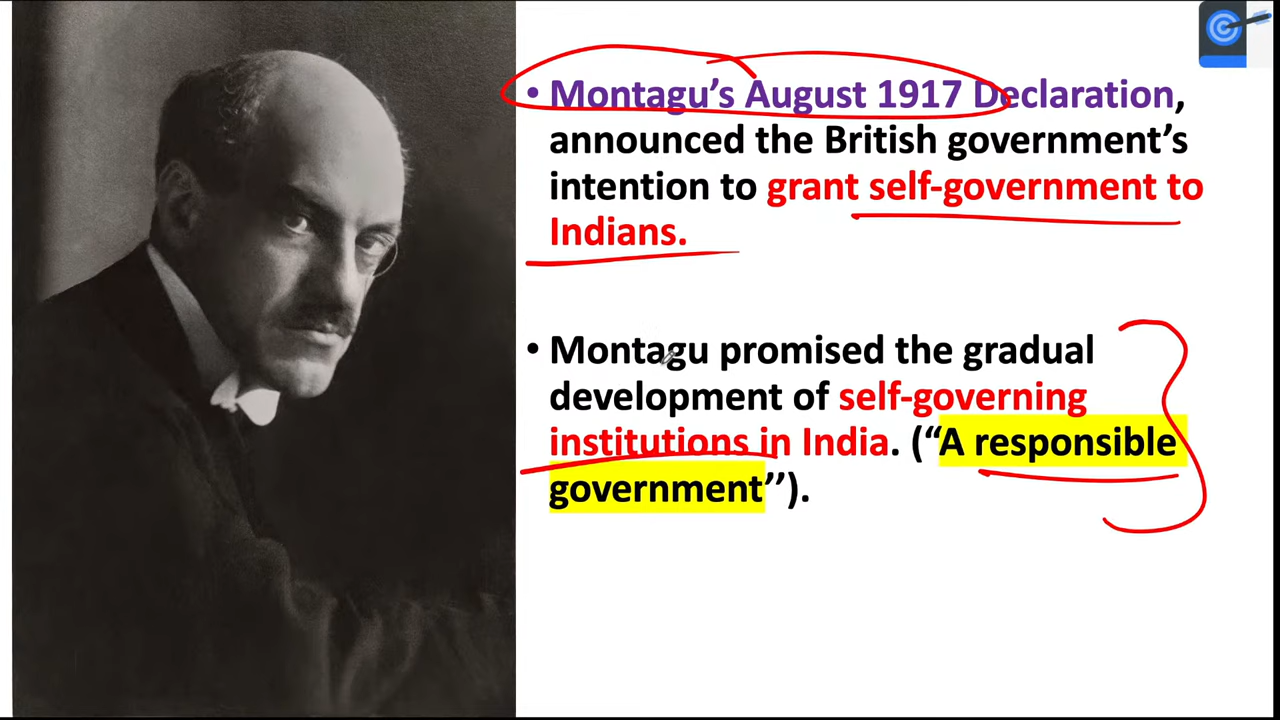 • Montagu’s August 1917 Declaration,
announced the British government’s
intention to grant self-government to
Indians.
• Montagu promised the gradual
development of self-governing
institutions in India. (“A responsible
government’’).